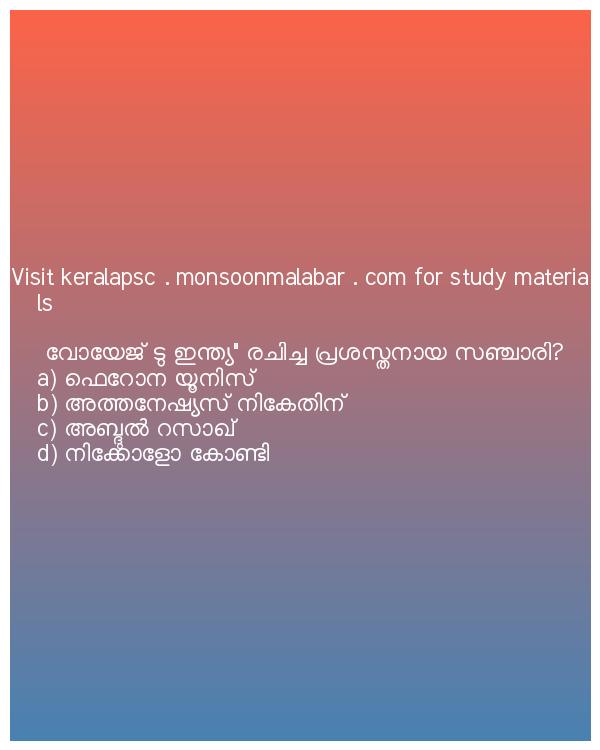 Visit keralapsc . monsoonmalabar . com for study materia
ls
വോയേജ് ടു ഇന്ത്യ" രചിച്ച പ്രശസ്തനായ സഞ്ചാരി?
a) ഫെറോന യൂനിസ്
b) അത്തനേഷ്യസ് നികേതിന്
c) അബ്ദുൽ റസാഖ്
d) നിക്കോളോ കോണ്ടി